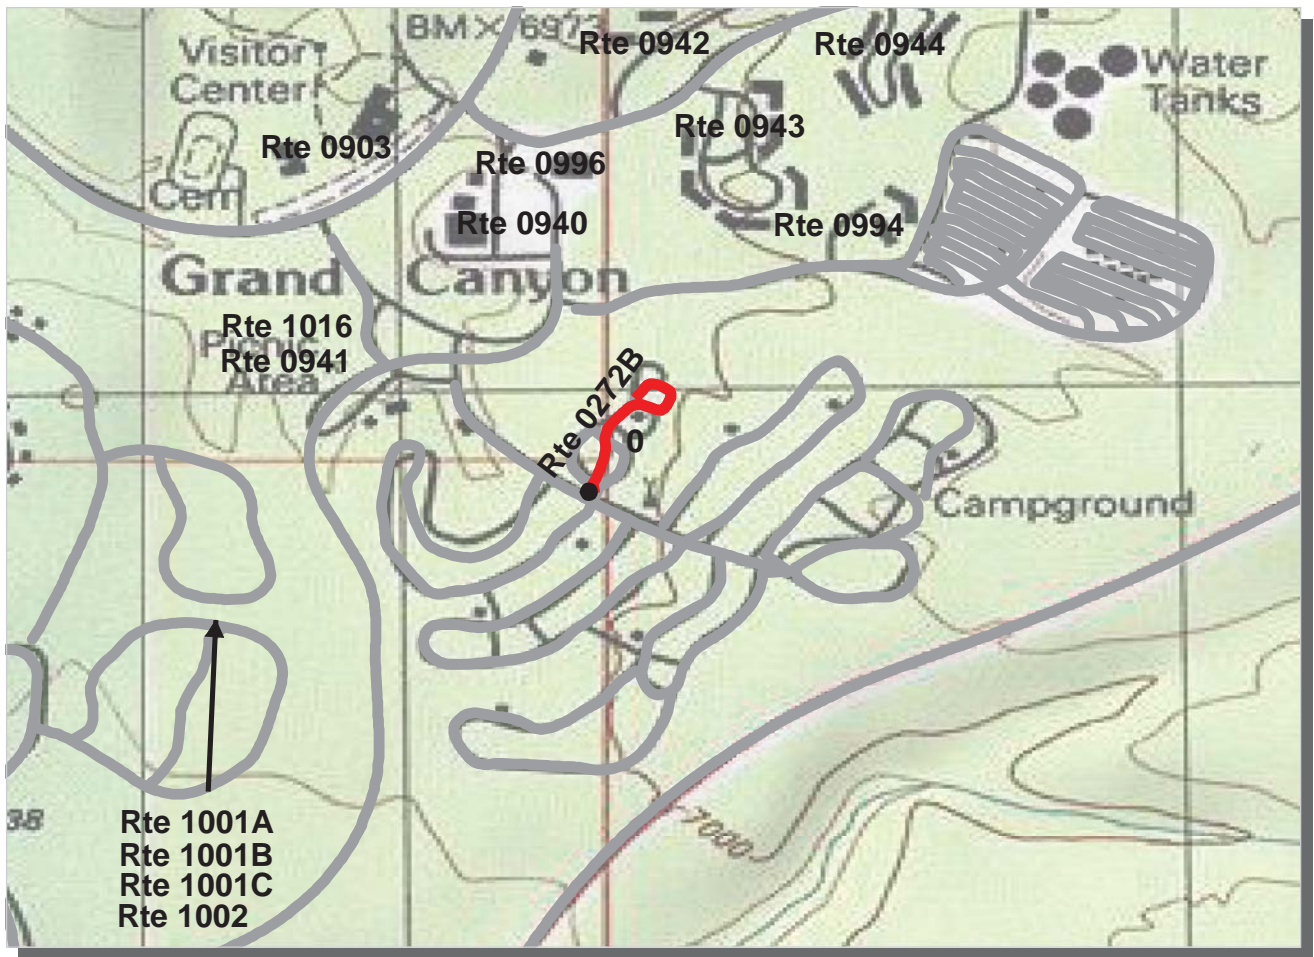 BM X 6973
Rte 0942
Rte 0944
Visitor
Center
Water
Tanks
Rte 0903
Rte 0943
Rte 0996
Cem
Rte 0940
Rte 0994
Grand Canyon
Rte 1016
Picnic
Rte 0941
Area
Rte 0272B
0
Campground
7000
38
Rte 1001A
Rte 1001B
Rte 1001C
Rte 1002